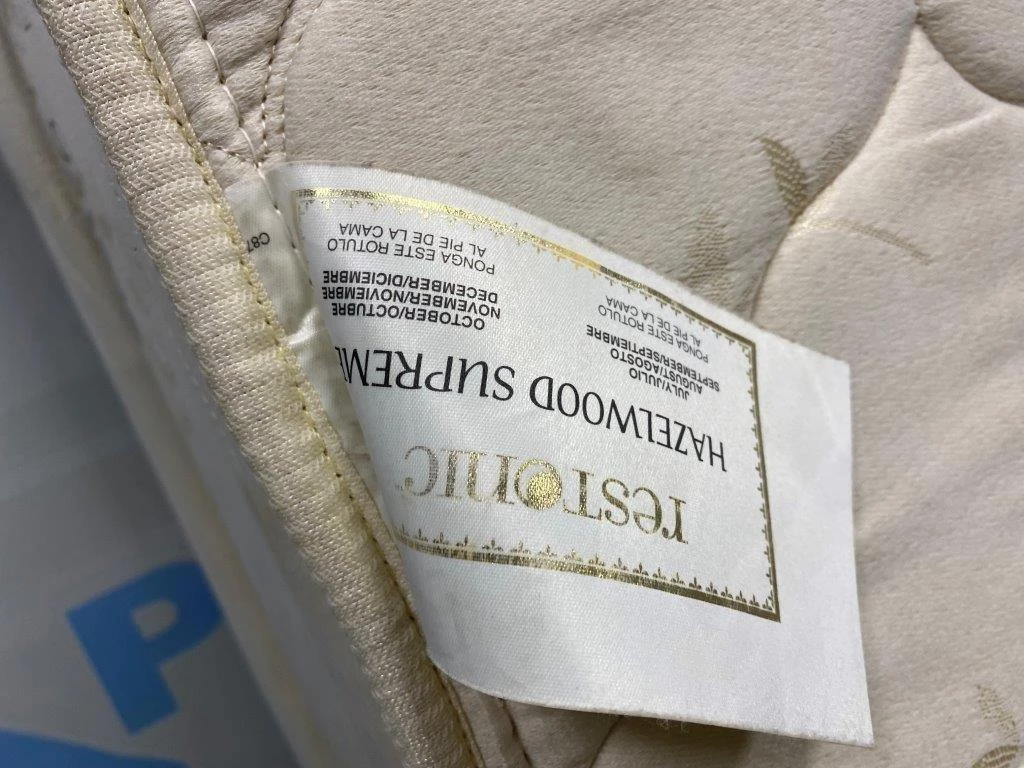 resTonic
HAZELWOOD SUPREME
JULY/JULIO
AUGUST/AGOSTO
SEPTEMBER/SEPTIEMBRE
PONGA ESTE ROTULO
AL PIE DE LA CAMA
OCTOBER/OCTUBRE
NOVEMBER/NOVIEMBRE
DECEMBER/DICIEMBRE
PONGA ESTE ROTULO
AL PIE DE LA CAMA
P